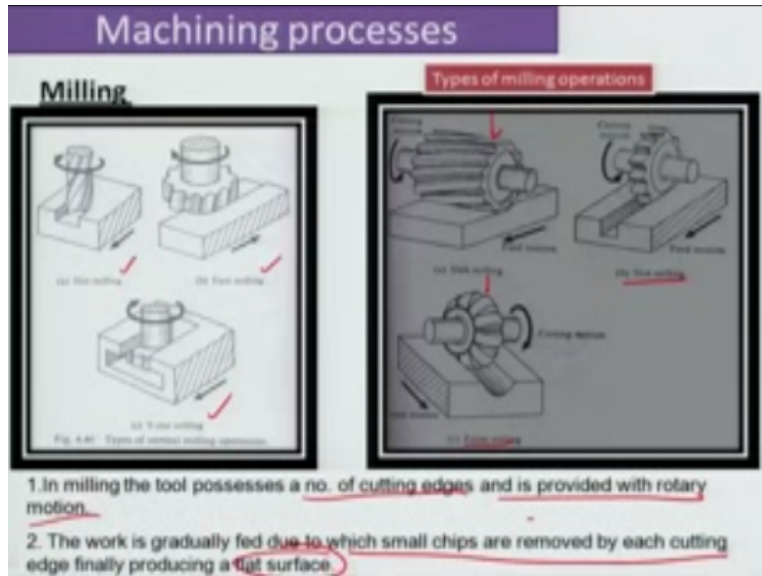 Machining processes
Milling
Types of milling operations
Cutting
motion
Cutting
motion
Feed motion
Feed motion
(a) Slot milling
(b) Face milling
(a) Slab milling
(b) Slot milling
Cutting motion
(c) T-slot milling
motion
(c) Form milling
Fig. Types of vertical milling operations.
1.In milling the tool possesses a no. of cutting edges and is provided with rotary
motion.
2. The work is gradually fed due to which small chips are removed by each cutting
edge finally producing a flat surface.